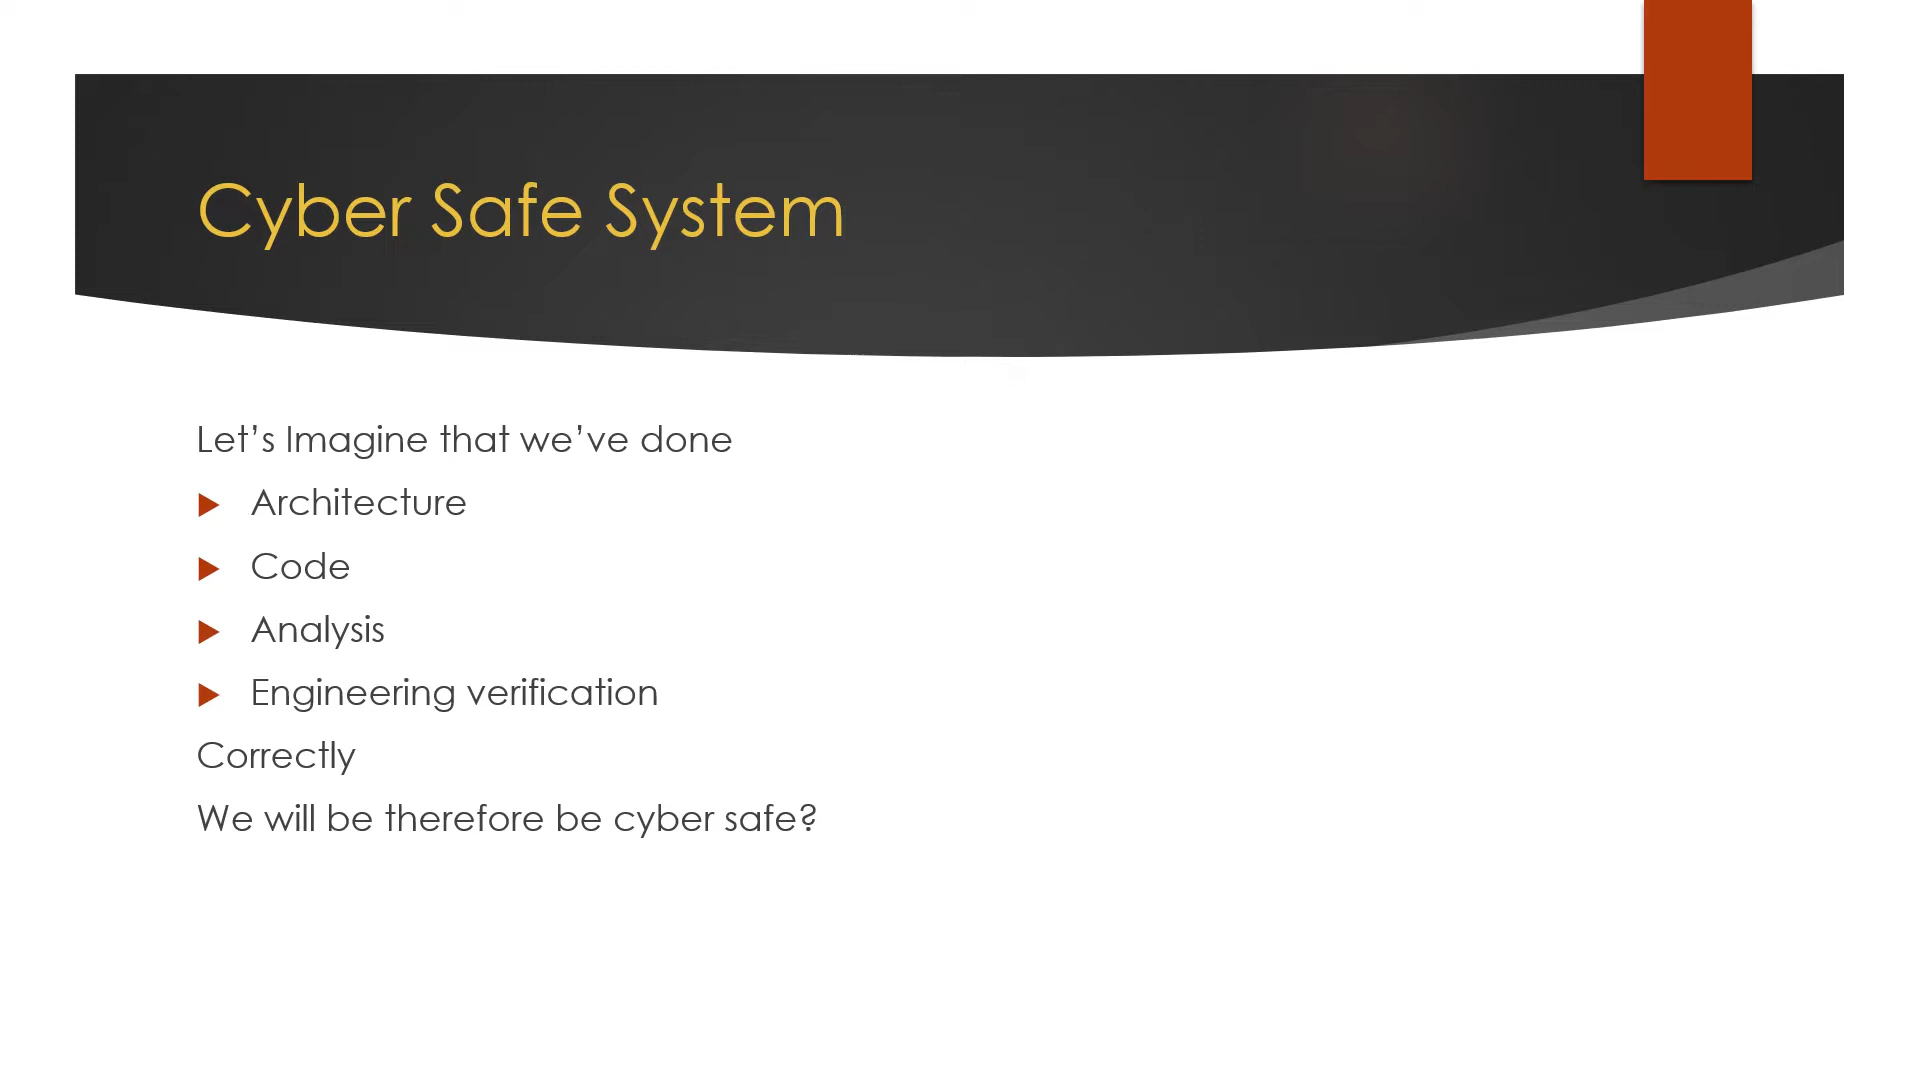 Cyber Safe System
Let’s Imagine that we’ve done
Architecture
Code
Analysis
Engineering verification
Correctly
We will be therefore be cyber safe?